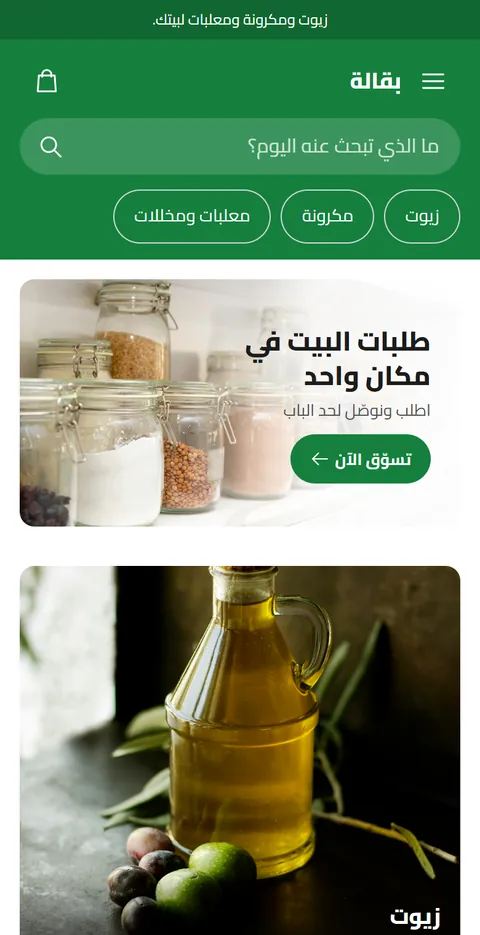 زيوت ومكرونة ومعلبات لبيتك.
بقالة
ما الذي تبحث عنه اليوم؟
زيوت
مكرونة
معلبات ومخللات
طلبات البيت في
مكان واحد
اطلب ونوصّل لحد الباب
تسوّق الآن
زيوت